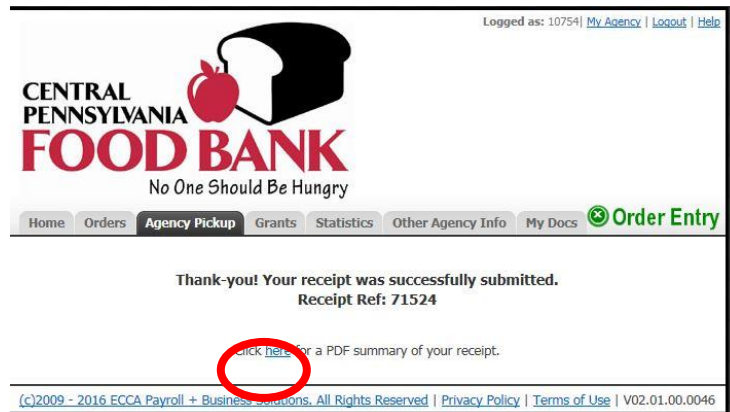 Logged as: 10754| My Agency | Logout | Help
CENTRAL
PENNSYLVANIA
FOOD BANK
No One Should Be Hungry
Home Orders Agency Pickup Grants Statistics Other Agency Info My Docs Order Entry
Thank-you! Your receipt was successfully submitted.
Receipt Ref: 71524
Click here for a PDF summary of your receipt.
(c)2009 - 2016 ECCA Payroll + Business Solutions. All Rights Reserved | Privacy Policy | Terms of Use | V02.01.00.0046